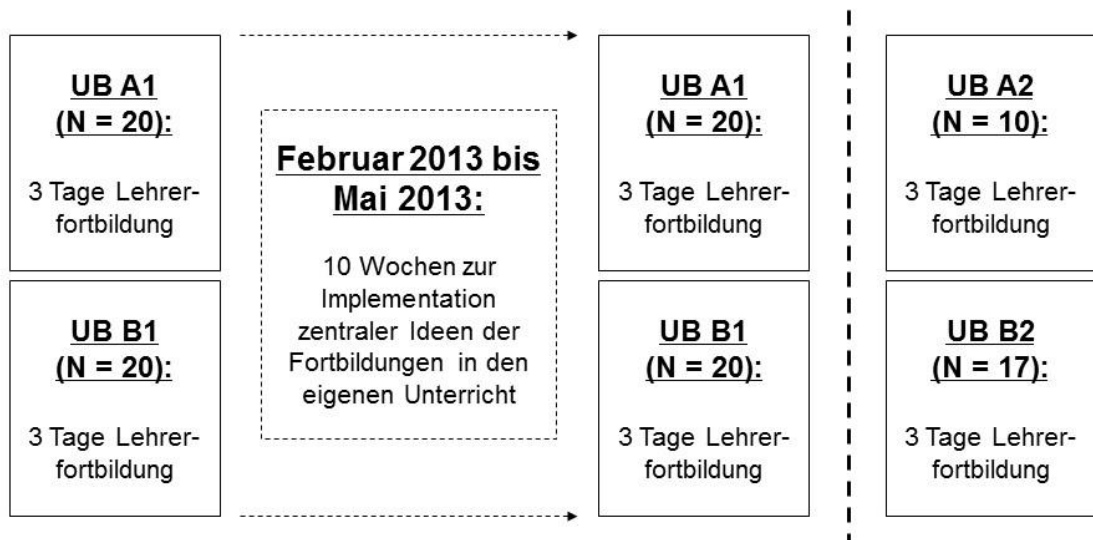 UB A1
(N = 20):
3 Tage Lehrer-
fortbildung
UB B1
(N = 20):
3 Tage Lehrer-
fortbildung
Februar 2013 bis
Mai 2013:
10 Wochen zur
Implementation
zentraler Ideen der
Fortbildungen in den
eigenen Unterricht
UB A1
(N = 20):
3 Tage Lehrer-
fortbildung
UB B1
(N = 20):
3 Tage Lehrer-
fortbildung
UB A2
(N = 10):
3 Tage Lehrer-
fortbildung
UB B2
(N = 17):
3 Tage Lehrer-
fortbildung